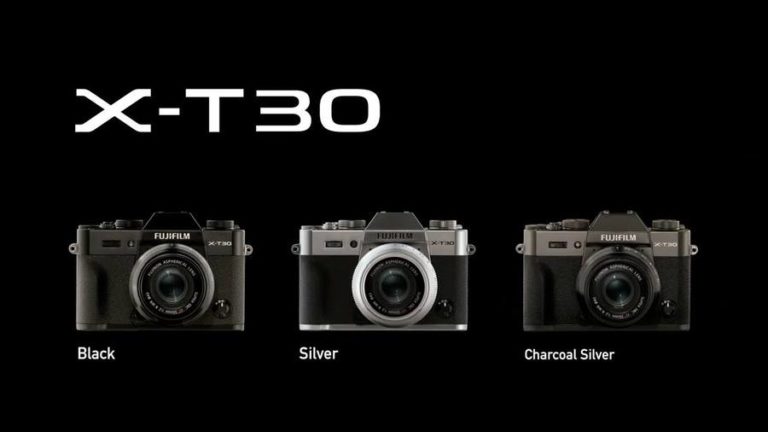 X-T30
FUJIFILM
X-T30
FUJIFILM
X-T30
FUJIFILM
X-T30
Black
Silver
Charcoal Silver